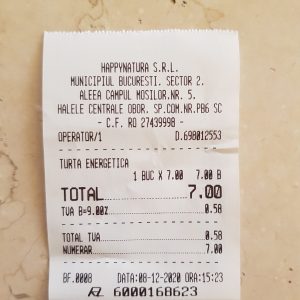 HAPPYNATURA S.R.L.
MUNICIPIUL BUCURESTI. SECTOR 2.
ALEEA CAMPUL MOSILOR.NR. 5.
HALELE CENTRALE OBOR. SP.COM.NR.PB6 SC
- C.F. RO 27439998 -
OPERATOR/1 D.698012553
TURTA ENERGETICA
1 BUC X 7.00 7.00 B
TOTAL 7.00
TVA B=9.00% 0.58
TOTAL TVA 0.58
NUMERAR 7.00
BF.0008 DATA:08-12-2020 ORA:15:23
6000168623